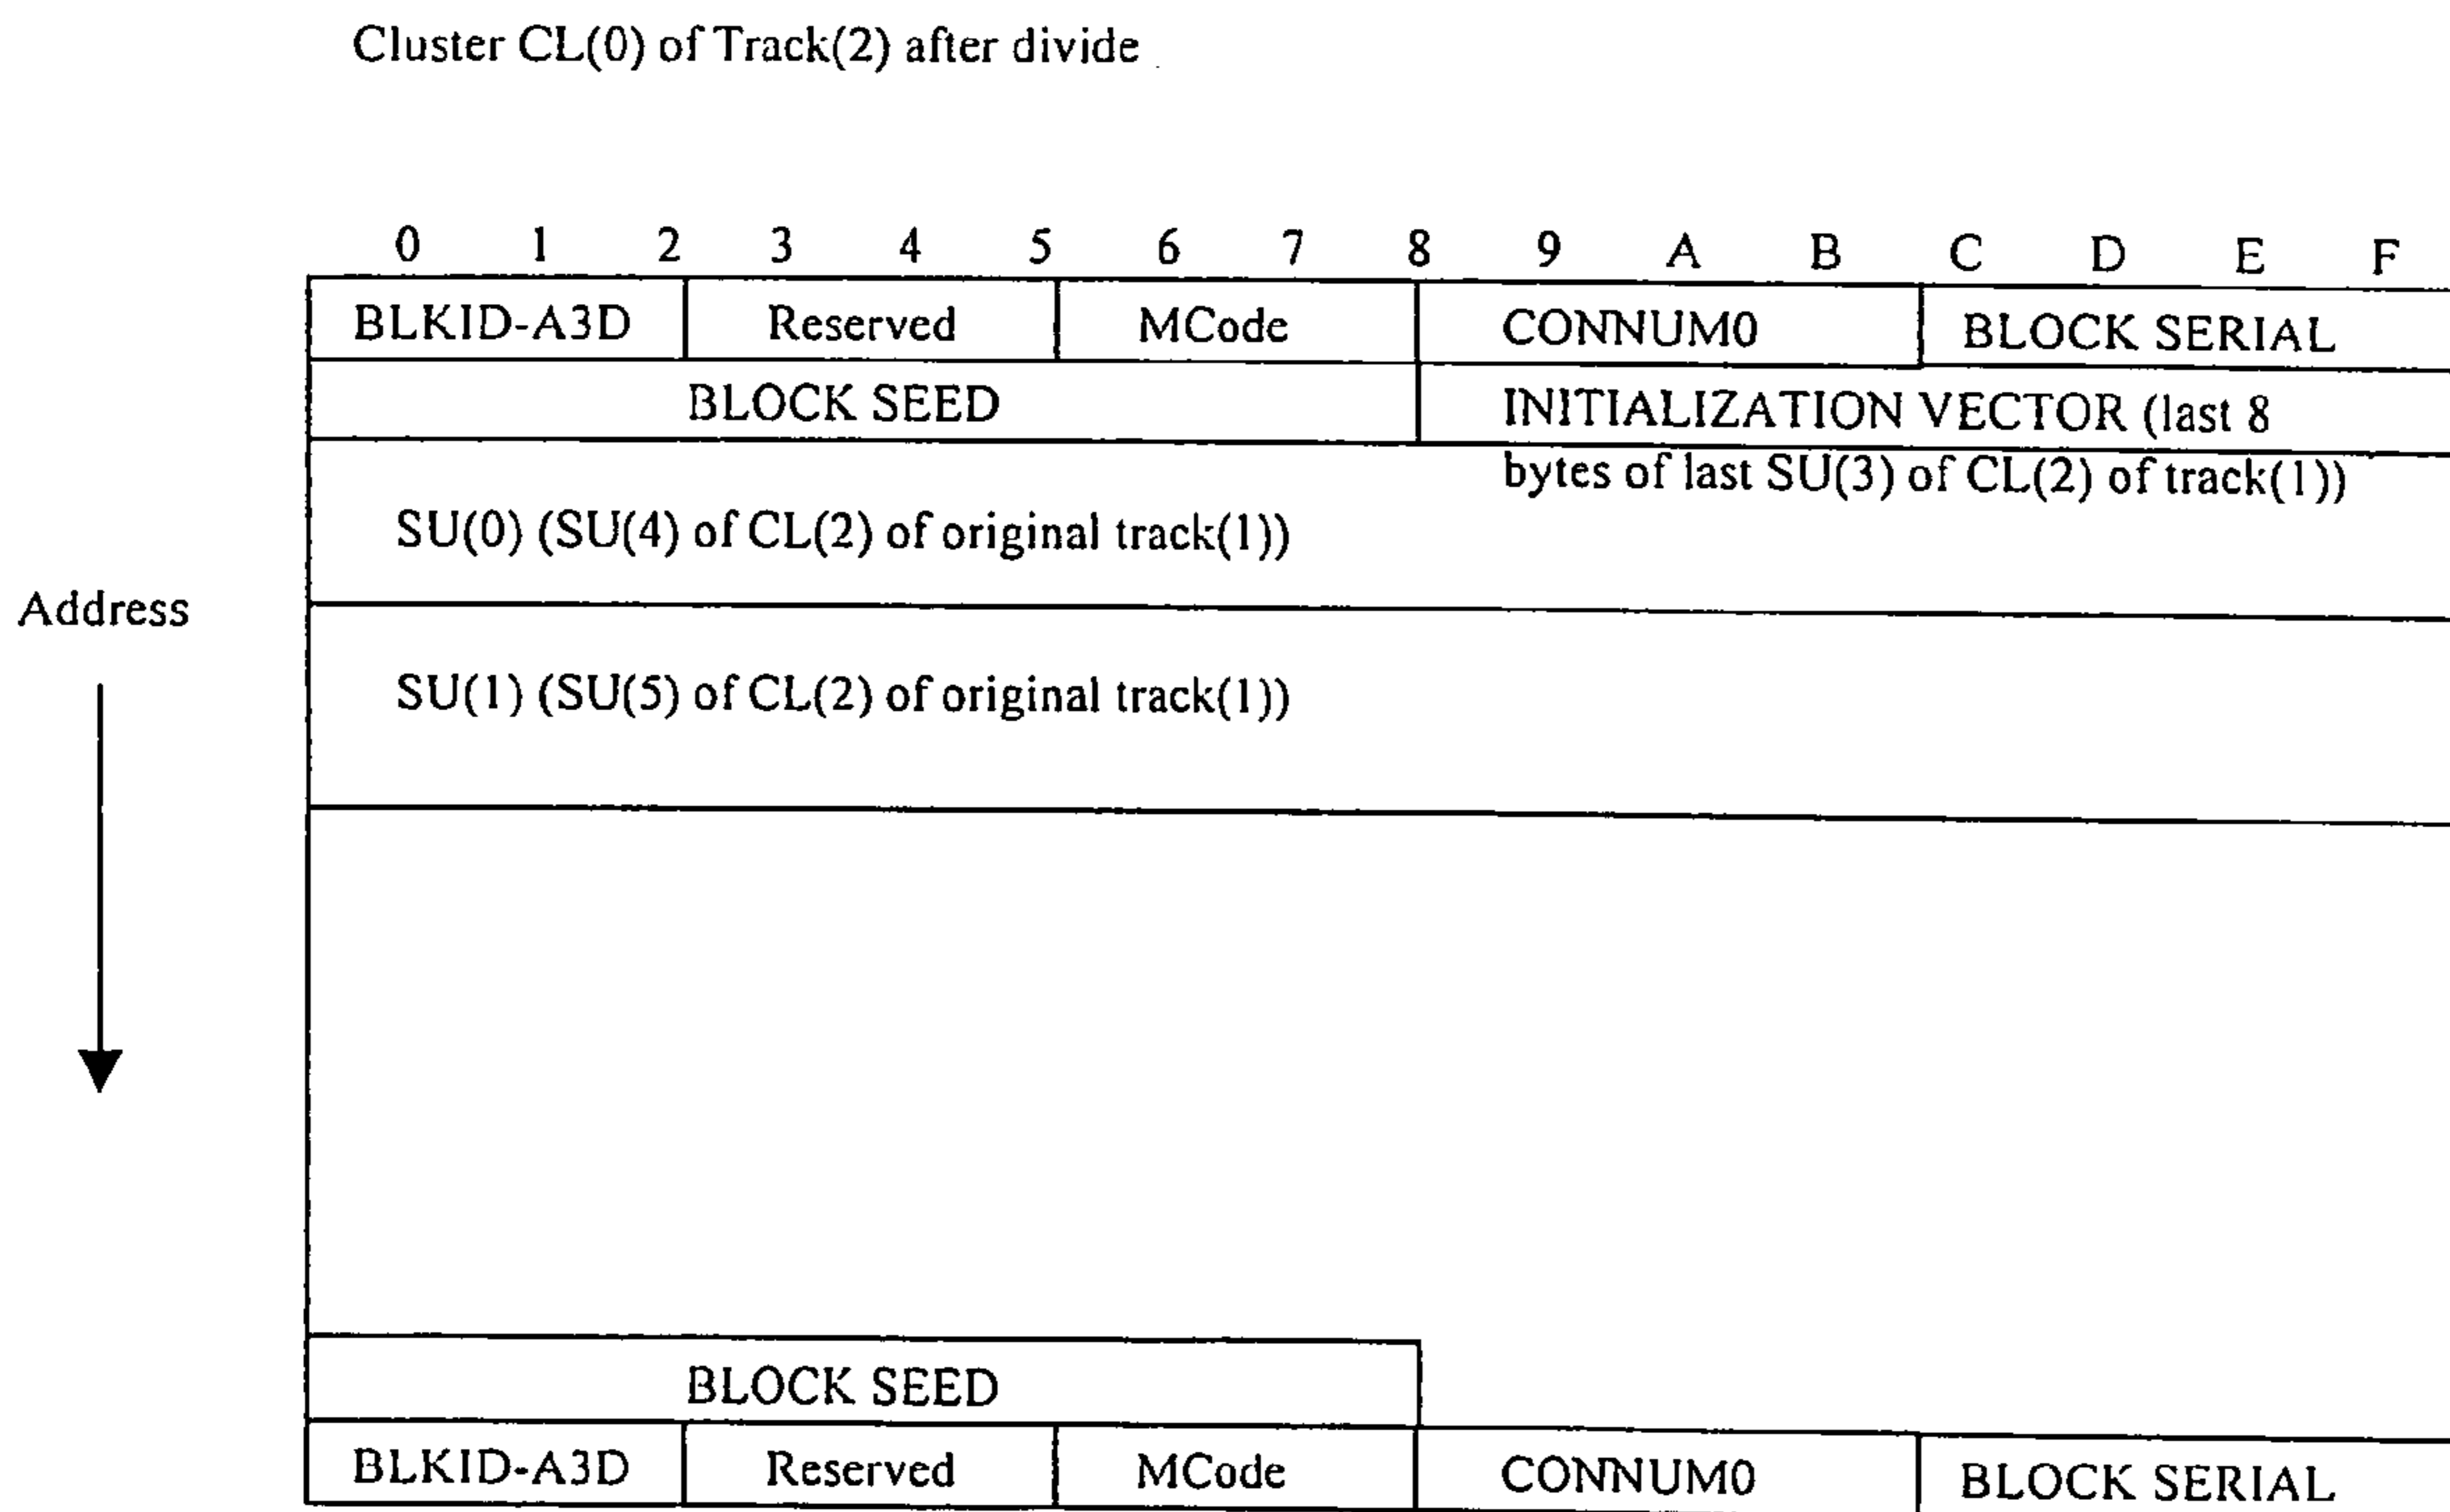 Cluster CL(0) of Track(2) after divide
0 1 2 3 4 5 6 7 8 9 A B C D E F
BLKID-A3D Reserved MCode CONNUM0 BLOCK SERIAL
BLOCK SEED INITIALIZATION VECTOR (last 8
bytes of last SU(3) of CL(2) of track(1))
SU(0) (SU(4) of CL(2) of original track(1))
Address
SU(1) (SU(5) of CL(2) of original track(1))
BLOCK SEED
BLKID-A3D Reserved MCode CONNUM0 BLOCK SERIAL